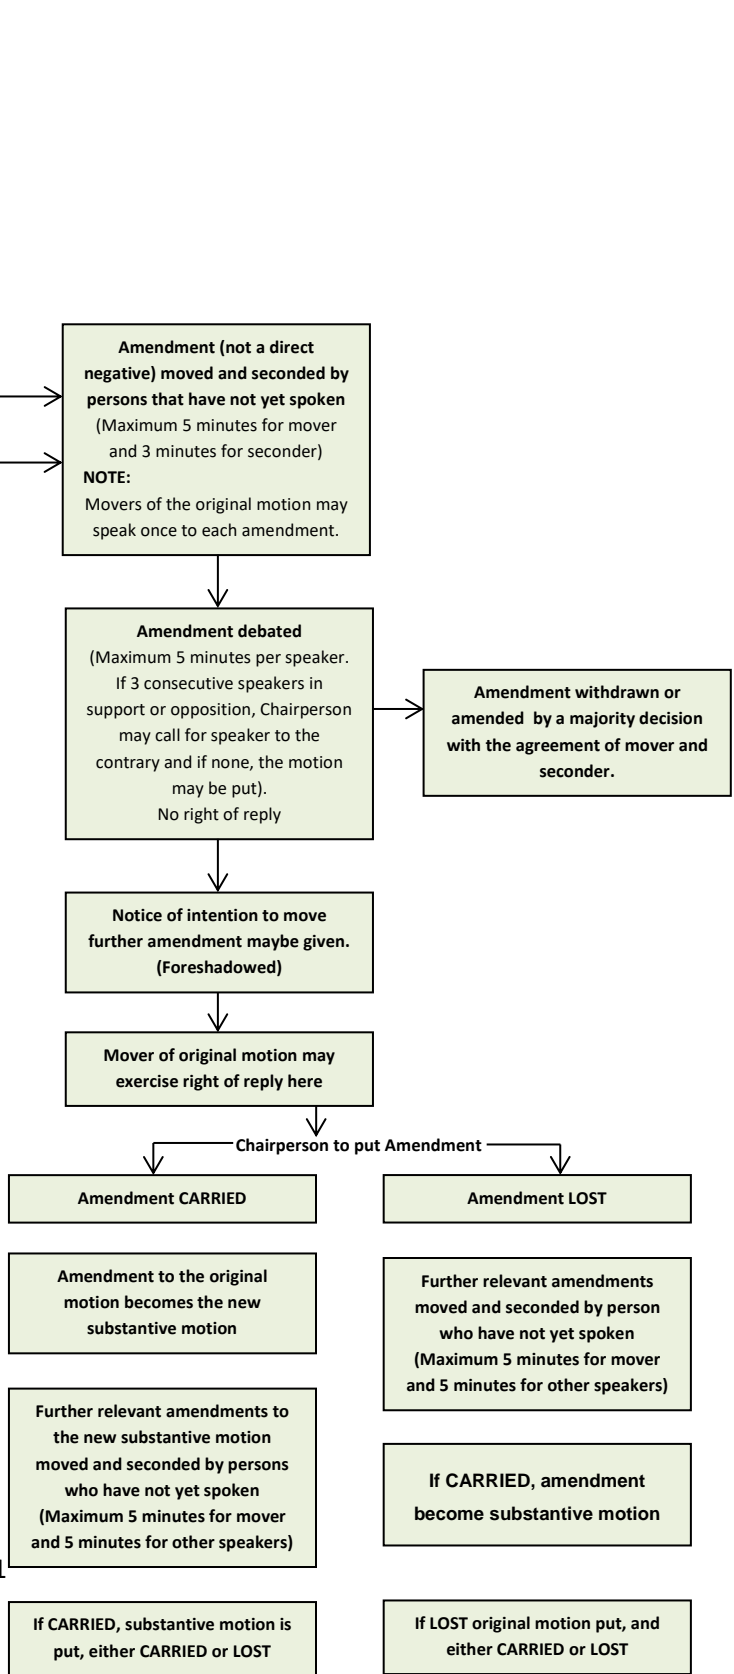 Amendment (not a direct
negative) moved and seconded by
persons that have not yet spoken
(Maximum 5 minutes for mover
and 3 minutes for seconder)
NOTE:
Movers of the original motion may
speak once to each amendment.
Amendment debated
(Maximum 5 minutes per speaker.
If 3 consecutive speakers in
support or opposition, Chairperson
may call for speaker to the
contrary and if none, the motion
may be put).
No right of reply
Amendment withdrawn or
amended by a majority decision
with the agreement of mover and
seconder.
Notice of intention to move
further amendment maybe given.
(Foreshadowed)
Mover of original motion may
exercise right of reply here
Chairperson to put Amendment
Amendment CARRIED
Amendment to the original
motion becomes the new
substantive motion
Further relevant amendments to
the new substantive motion
moved and seconded by persons
who have not yet spoken
(Maximum 5 minutes for mover
and 5 minutes for other speakers)
If CARRIED, substantive motion is
put, either CARRIED or LOST
Amendment LOST
Further relevant amendments
moved and seconded by person
who have not yet spoken
(Maximum 5 minutes for mover
and 5 minutes for other speakers)
If CARRIED, amendment
become substantive motion
If LOST original motion put, and
either CARRIED or LOST